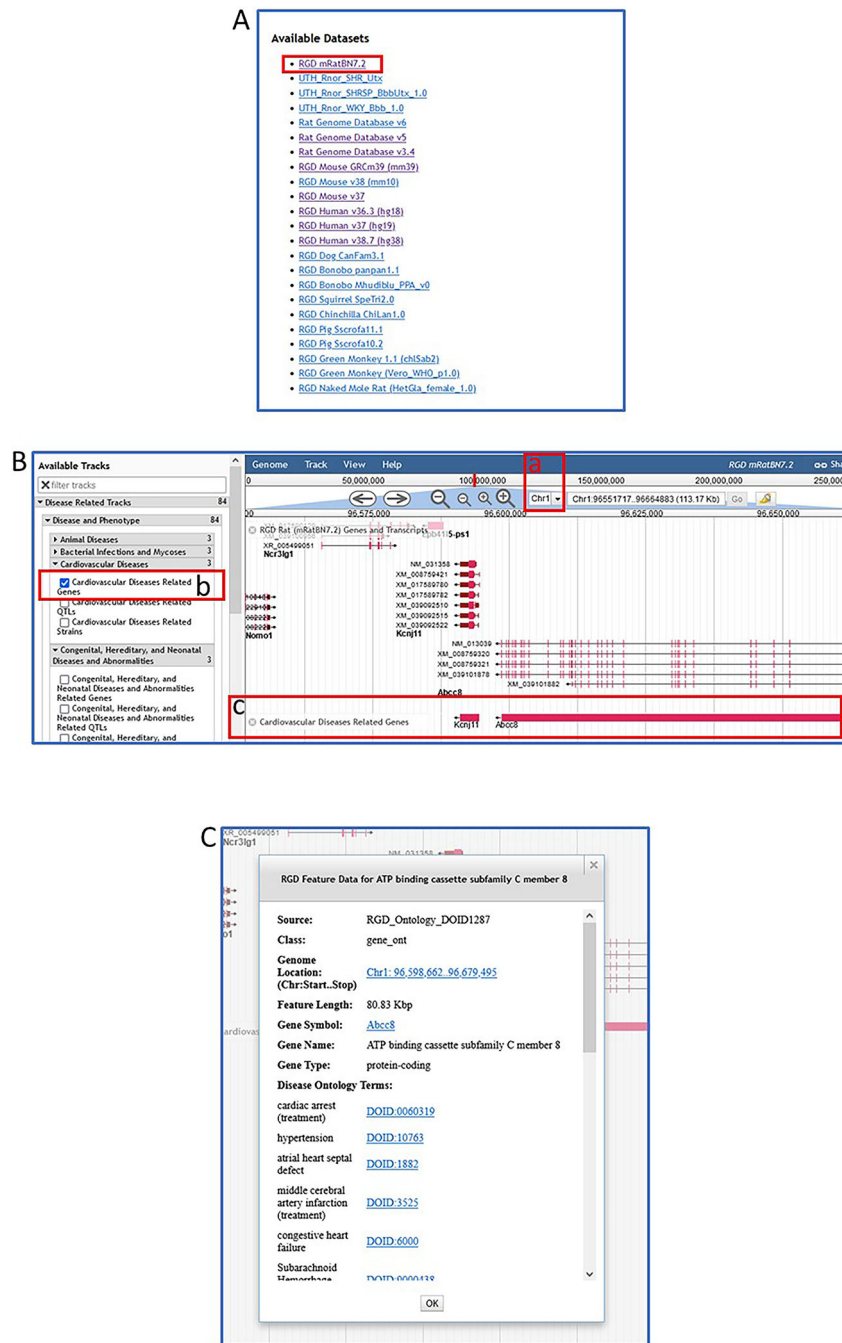 A
Available Datasets
RGD mRatBN7.2
UTH_Rnor_SHR_Utx
UTH_Rnor_SHRSP_BbbUtx_1.0
UTH_Rnor_WKY_Bbb_1.0
Rat Genome Database v6
Rat Genome Database v5
Rat Genome Database v3.4
RGD Mouse GRCm39 (mm39)
RGD Mouse v38 (mm10)
RGD Mouse v37
RGD Human v36.3 (hg18)
RGD Human v37 (hg19)
RGD Human v38.7 (hg38)
RGD Dog CanFam3.1
RGD Bonobo panpan1.1
RGD Bonobo Mhudiblu_PPA_v0
RGD Squirrel SpeTri2.0
RGD Chinchilla ChiLan1.0
RGD Pig Sscrofa11.1
RGD Pig Sscrofa10.2
RGD Green Monkey 1.1 (chlSab2)
RGD Green Monkey (Vero_WHO_p1.0)
RGD Naked Mole Rat (HetGla_female_1.0)
B
Available Tracks
filter tracks
Disease Related Tracks 84
Disease and Phenotype 84
Animal Diseases 3
Bacterial Infections and Mycoses 3
Cardiovascular Diseases 3
Cardiovascular Diseases Related
Genes
b
Cardiovascular Diseases Related
QTLs
Cardiovascular Diseases Related
Strains
Congenital, Hereditary, and Neonatal
Diseases and Abnormalities 3
Congenital, Hereditary, and
Neonatal Diseases and Abnormalities
Related Genes
Congenital, Hereditary, and
Neonatal Diseases and Abnormalities
Related QTLs
Congenital, Hereditary, and
Genome Track View Help
a
RGD mRatBN7.2
0 50,000,000 100,000,000 150,000,000 200,000,000
Chr1
Chr1:96551717..96664883 (113.17 Kb)
Go
96,575,000 96,600,000 96,625,000 96,650,000
RGD Rat (mRatBN7.2) Genes and Transcripts
XR_005499051
Ncr3lg1
NM_031358
XM_008759421
XM_017589780
XM_017589782
XM_039092510
XM_039092515
XM_039092522
Nomo1
Kcnj11
NM_013039
XM_008759320
XM_008759321
XM_039101878
XM_039101882
Abcc8
c
Cardiovascular Diseases Related Genes
Kcnj11
Abcc8
C
XR_005499051
Ncr3lg1
NM_031358
RGD Feature Data for ATP binding cassette subfamily C member 8
Source: RGD_Ontology_DOID1287
Class: gene_ont
Genome
Location: Chr1: 96,598,662..96,679,495
(Chr:Start..Stop)
Feature Length: 80.83 Kbp
Gene Symbol: Abcc8
Gene Name: ATP binding cassette subfamily C member 8
Gene Type: protein-coding
Disease Ontology Terms:
cardiac arrest
(treatment) DOID:0060319
hypertension DOID:10763
atrial heart septal
defect DOID:1882
middle cerebral
artery infarction DOID:3525
(treatment)
congestive heart
failure DOID:6000
Subarachnoid
Hemorrhage DOID:9000438
OK